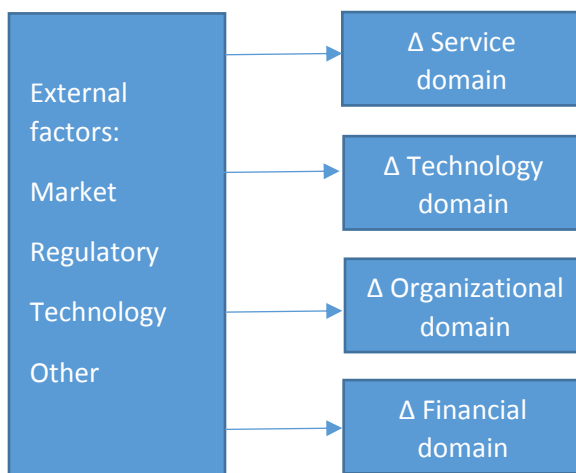 External
factors:
Market
Regulatory
Technology
Other
Δ Service
domain
Δ Technology
domain
Δ Organizational
domain
Δ Financial
domain